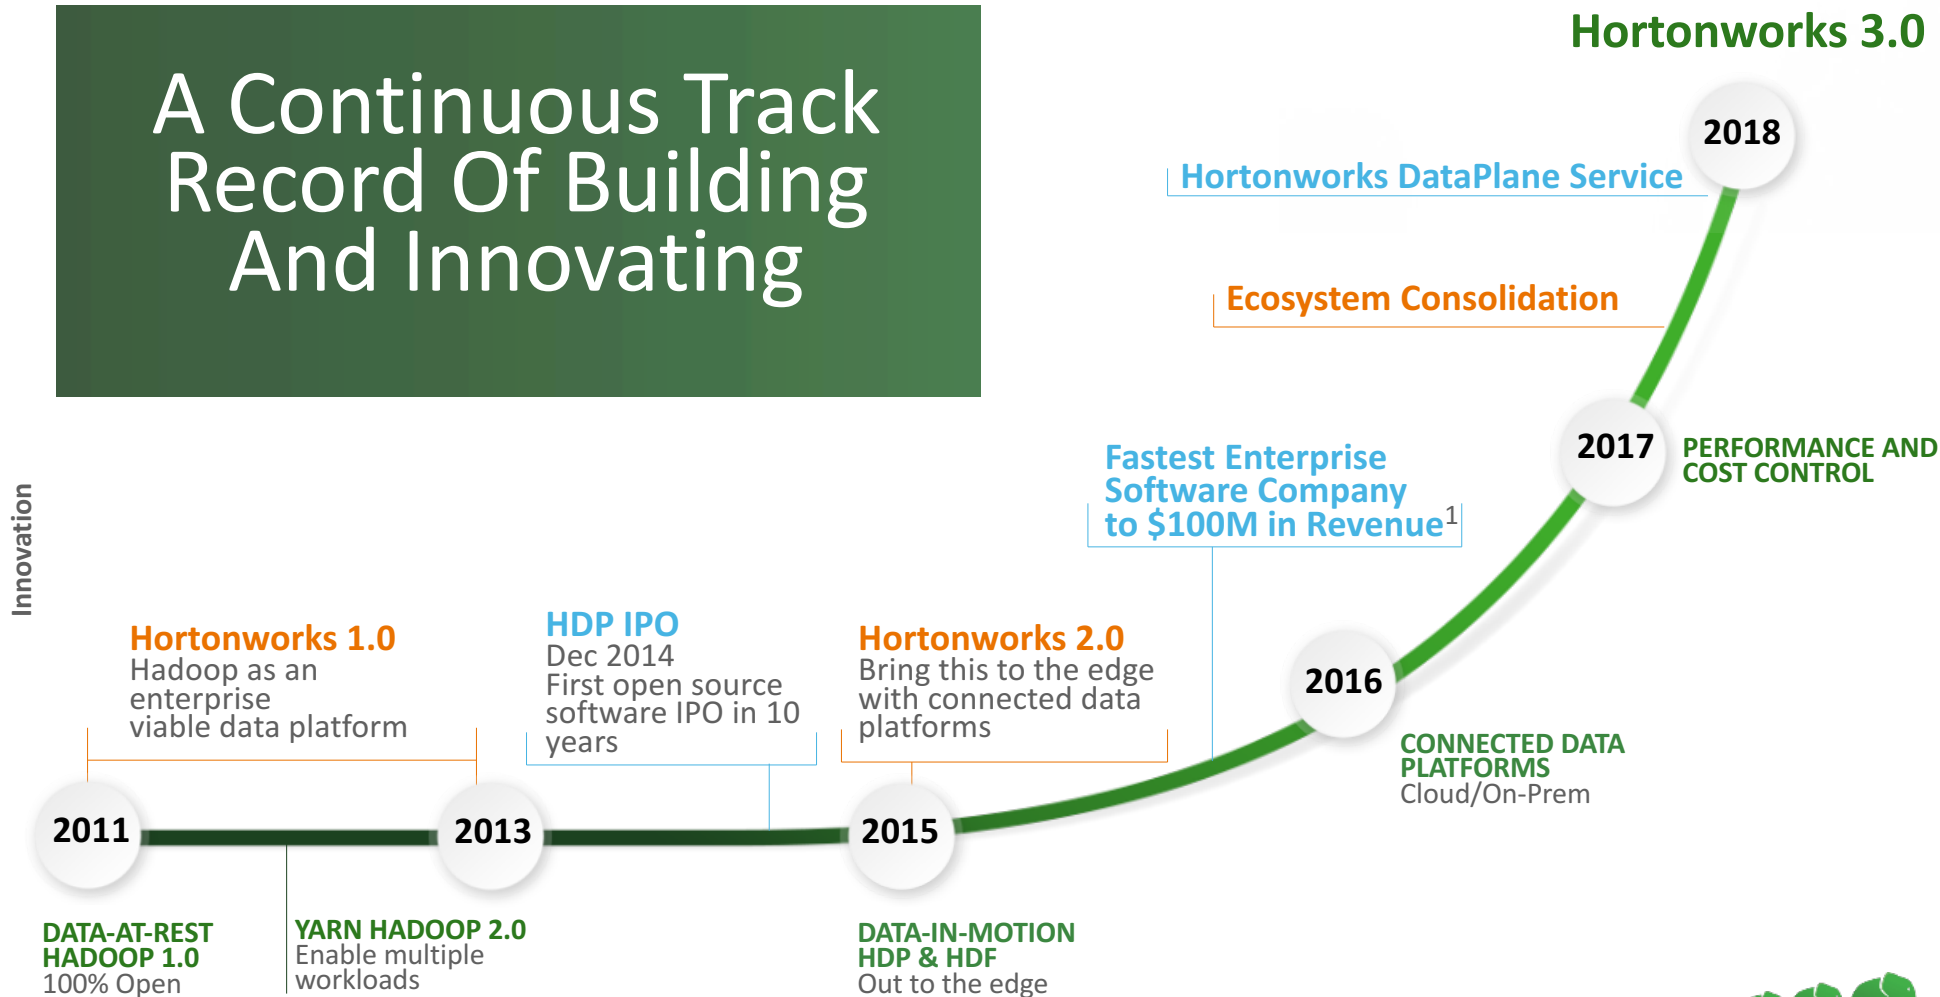 A Continuous Track
Record Of Building
And Innovating
Hortonworks 3.0
2018
Hortonworks DataPlane Service
Ecosystem Consolidation
2017
PERFORMANCE AND
COST CONTROL
Fastest Enterprise
Software Company
to $100M in Revenue1
Innovation
Hortonworks 1.0
Hadoop as an
enterprise
viable data platform
HDP IPO
Dec 2014
First open source
software IPO in 10
years
Hortonworks 2.0
Bring this to the edge
with connected data
platforms
2016
CONNECTED DATA
PLATFORMS
Cloud/On-Prem
2011
2013
2015
DATA-AT-REST
HADOOP 1.0
100% Open
YARN HADOOP 2.0
Enable multiple
workloads
DATA-IN-MOTION
HDP & HDF
Out to the edge